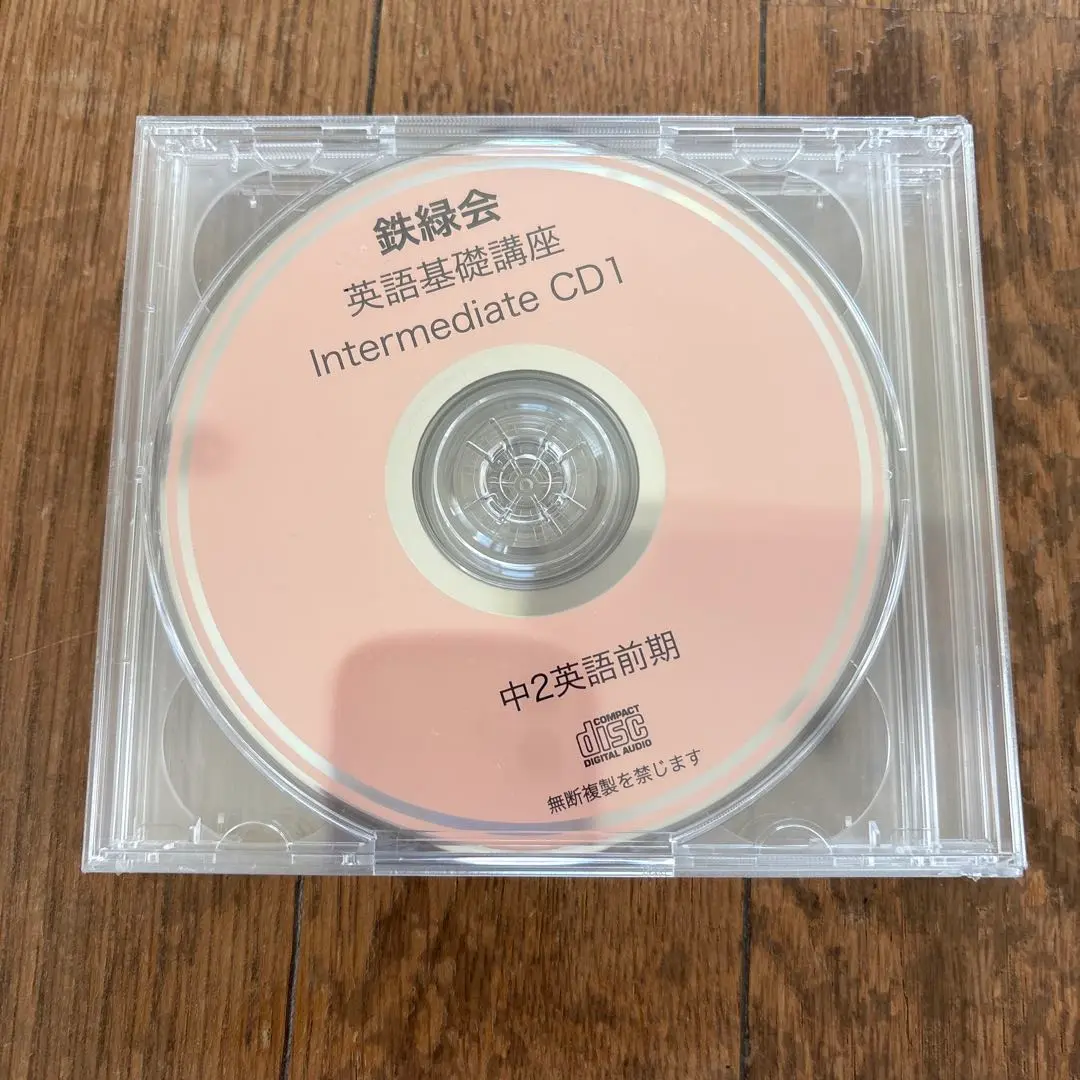 鉄緑会
英語基礎講座
Intermediate CD1
中2英語前期
COMPACT
disc
DIGITAL AUDIO
無断複製を禁じます